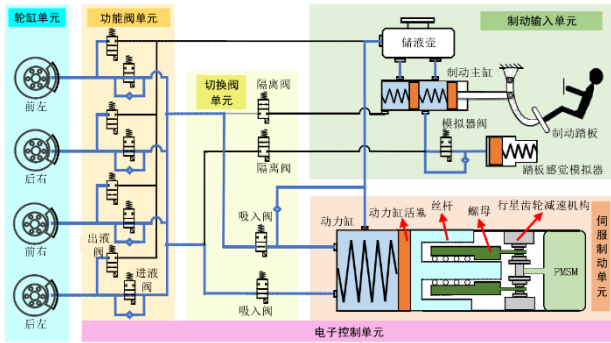 轮缸单元
功能阀单元
制动输入单元
储液壶
切换阀
单元
隔离阀
制动主缸
前左
模拟器阀
制动踏板
后右
隔离阀
踏板感觉模拟器
吸入阀
动力缸
动力缸活塞
丝杆
螺母
行星齿轮减速机构
伺服制动单元
前右
出液
阀
进液
阀
PMSM
后左
吸入阀
电子控制单元